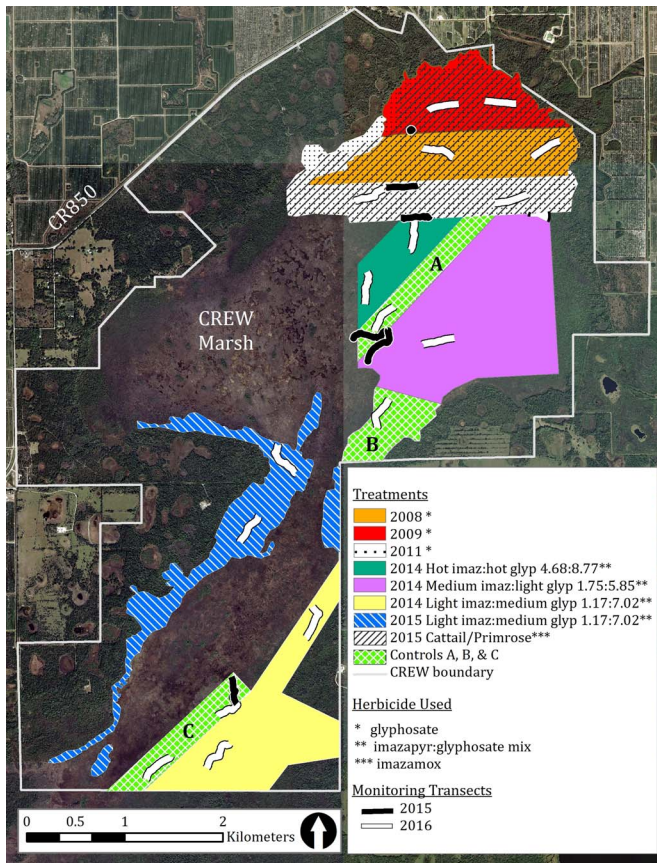 CR850
A
CREW
Marsh
B
C
Treatments
2008 *
2009 *
2011 *
2014 Hot imaz:hot glyp 4.68:8.77**
2014 Medium imaz:light glyp 1.75:5.85**
2014 Light imaz:medium glyp 1.17:7.02**
2015 Light imaz:medium glyp 1.17:7.02**
2015 Cattail/Primrose***
Controls A, B, & C
CREW boundary
Herbicide Used
* glyphosate
** imazapyr:glyphosate mix
*** imazamox
Monitoring Transects
2015
2016
0 0.5 1 2
Kilometers